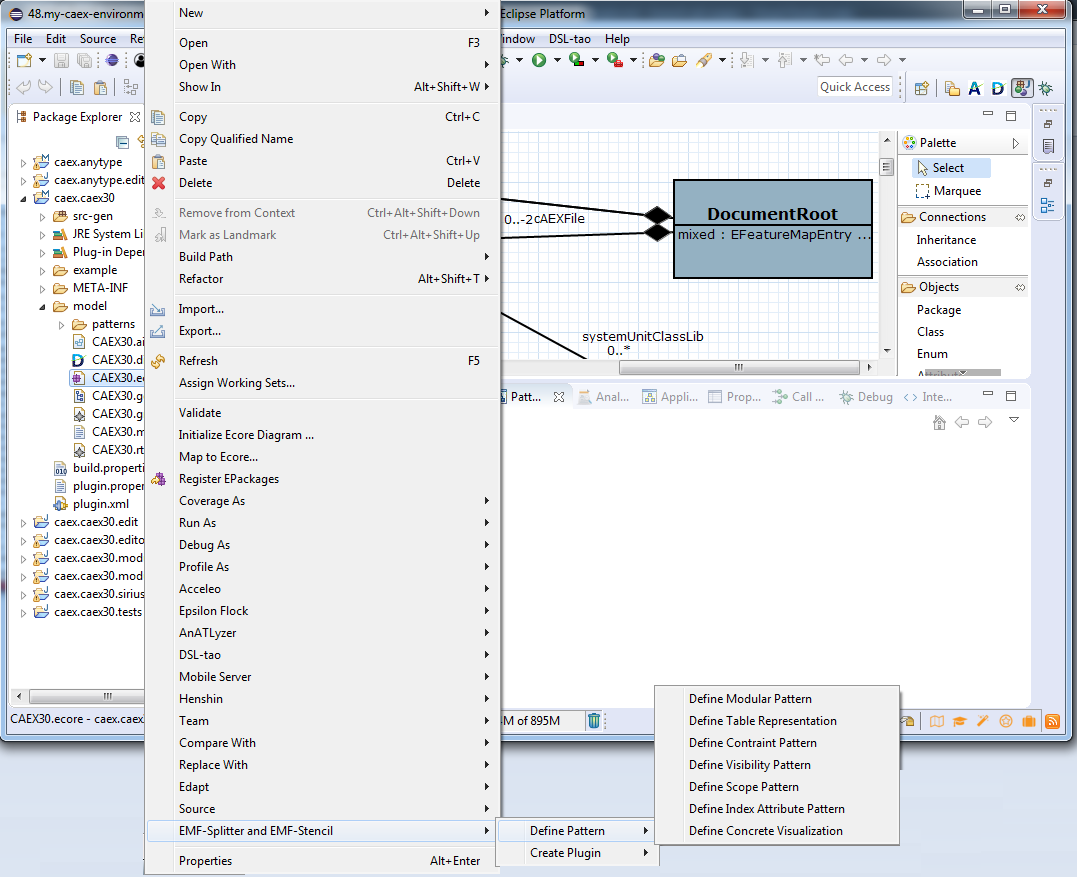 48.my-caex-environm
Eclipse Platform
File Edit Source Re
indow DSL-tao Help
Quick Access
Package Explorer
caex.anytype
caex.anytype.edit
caex.caex30
src-gen
JRE System Li
Plug-in Deper
example
META-INF
model
patterns
CAEX30.ai
CAEX30.d
CAEX30.ec
CAEX30.g
CAEX30.g
CAEX30.m
CAEX30.rt
build.properti
plugin.proper
plugin.xml
caex.caex30.edit
caex.caex30.edito
caex.caex30.mod
caex.caex30.mod
caex.caex30.sirius
caex.caex30.tests
CAEX30.ecore - caex.caex
New
Open F3
Open With
Show In Alt+Shift+W
Copy Ctrl+C
Copy Qualified Name
Paste Ctrl+V
Delete Delete
Remove from Context Ctrl+Alt+Shift+Down
Mark as Landmark Ctrl+Alt+Shift+Up
Build Path
Refactor Alt+Shift+T
Import...
Export...
Refresh F5
Assign Working Sets...
Validate
Initialize Ecore Diagram ...
Map to Ecore...
Register EPackages
Coverage As
Run As
Debug As
Profile As
Acceleo
Epsilon Flock
AnATLyzer
DSL-tao
Mobile Server
Henshin
Team
Compare With
Replace With
Edapt
Source
EMF-Splitter and EMF-Stencil
Properties Alt+Enter
Define Pattern
Create Plugin
Define Modular Pattern
Define Table Representation
Define Contraint Pattern
Define Visibility Pattern
Define Scope Pattern
Define Index Attribute Pattern
Define Concrete Visualization
0..-2cAEXFile
DocumentRoot
mixed : EFeatureMapEntry ...
systemUnitClassLib
0..*
Palette
Select
Marquee
Connections
Inheritance
Association
Objects
Package
Class
Enum
Patt... Anal... Appli... Prop... Call ... Debug Inte...
M of 895M